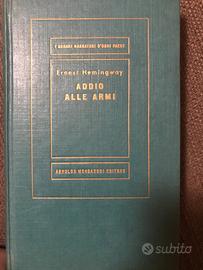 I GRANDI NARRATORI D'OGNI PAESE
Ernest Hemingway
ADDIO
ALLE ARMI
ARNOLDO MONDADORI EDITORE
subito